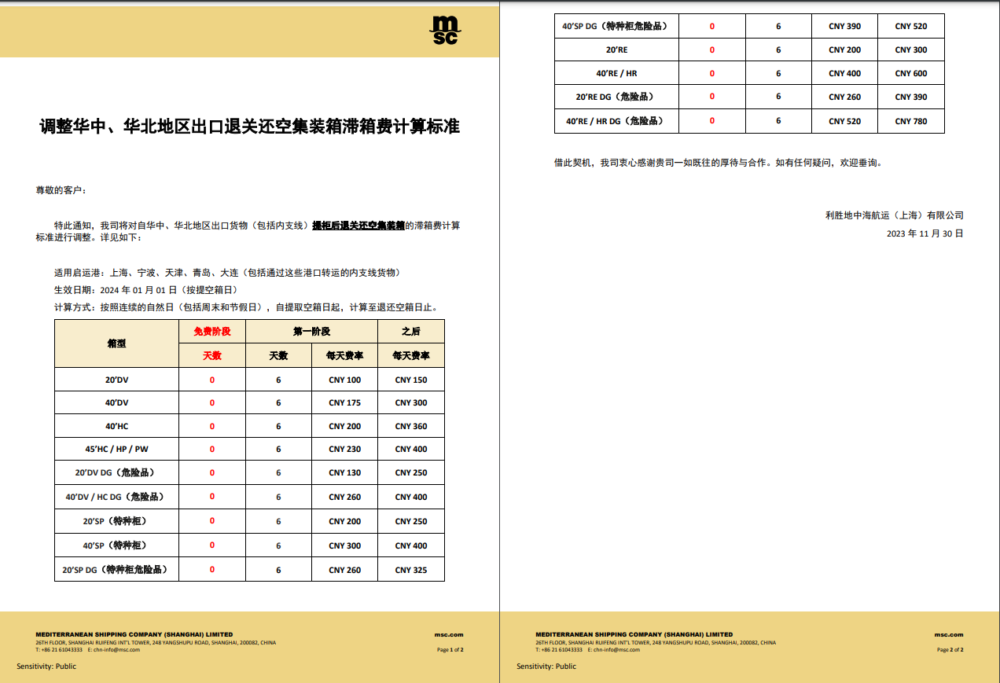 msc
调整华中、华北地区出口退关还空集装箱滞箱费计算标准
尊敬的客户：
特此通知，我司将对自华中、华北地区出口货物（包括内支线）提柜后退关还空集装箱的滞箱费计算
标准进行调整。详见如下：
适用启运港：上海、宁波、天津、青岛、大连（包括通过这些港口转运的内支线货物）
生效日期：2024 年 01 月 01 日（按提空箱日）
计算方式：按照连续的自然日（包括周末和节假日），自提取空箱日起，计算至退还空箱日止。
箱型 免费阶段 第一阶段 之后
天数 天数 每天费率 每天费率
20'DV 0 6 CNY 100 CNY 150
40'DV 0 6 CNY 175 CNY 300
40'HC 0 6 CNY 200 CNY 360
45'HC / HP / PW 0 6 CNY 230 CNY 400
20'DV DG（危险品） 0 6 CNY 130 CNY 250
40'DV / HC DG（危险品） 0 6 CNY 260 CNY 400
20'SP（特种柜） 0 6 CNY 200 CNY 250
40'SP（特种柜） 0 6 CNY 300 CNY 400
20'SP DG（特种柜危险品） 0 6 CNY 260 CNY 325
MEDITERRANEAN SHIPPING COMPANY (SHANGHAI) LIMITED msc.com
26TH FLOOR, SHANGHAI RUIFENG INT'L TOWER, 248 YANGSHUPU ROAD, SHANGHAI, 200082, CHINA
T: +86 21 61043333 E: chn-info@msc.com Page 1 of 2
Sensitivity: Public
40'SP DG（特种柜危险品） 0 6 CNY 390 CNY 520
20'RE 0 6 CNY 200 CNY 300
40'RE / HR 0 6 CNY 400 CNY 600
20'RE DG（危险品） 0 6 CNY 260 CNY 390
40'RE / HR DG（危险品） 0 6 CNY 520 CNY 780
借此契机，我司衷心感谢贵司一如既往的厚待与合作。如有任何疑问，欢迎垂询。
利胜地中海航运（上海）有限公司
2023 年 11 月 30 日
MEDITERRANEAN SHIPPING COMPANY (SHANGHAI) LIMITED msc.com
26TH FLOOR, SHANGHAI RUIFENG INT'L TOWER, 248 YANGSHUPU ROAD, SHANGHAI, 200082, CHINA
T: +86 21 61043333 E: chn-info@msc.com Page 2 of 2
Sensitivity: Public